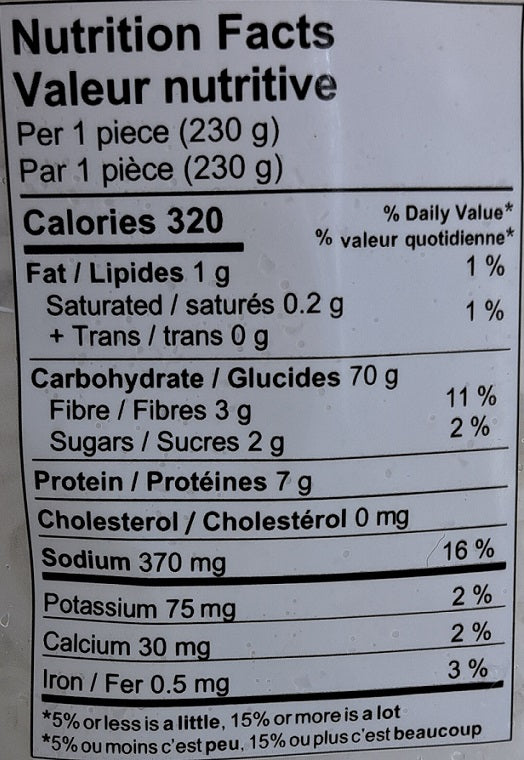 Nutrition Facts
Valeur nutritive
Per 1 piece (230 g)
Par 1 pièce (230 g)
Calories 320
% Daily Value*
% valeur quotidienne*
Fat / Lipides 1 g 1 %
Saturated / saturés 0.2 g 1 %
+ Trans / trans 0 g
Carbohydrate / Glucides 70 g
Fibre / Fibres 3 g 11 %
Sugars / Sucres 2 g 2 %
Protein / Protéines 7 g
Cholesterol / Cholestérol 0 mg
Sodium 370 mg 16 %
Potassium 75 mg 2 %
Calcium 30 mg 2 %
Iron / Fer 0.5 mg 3 %
*5% or less is a little, 15% or more is a lot
*5% ou moins c'est peu, 15% ou plus c'est beaucoup